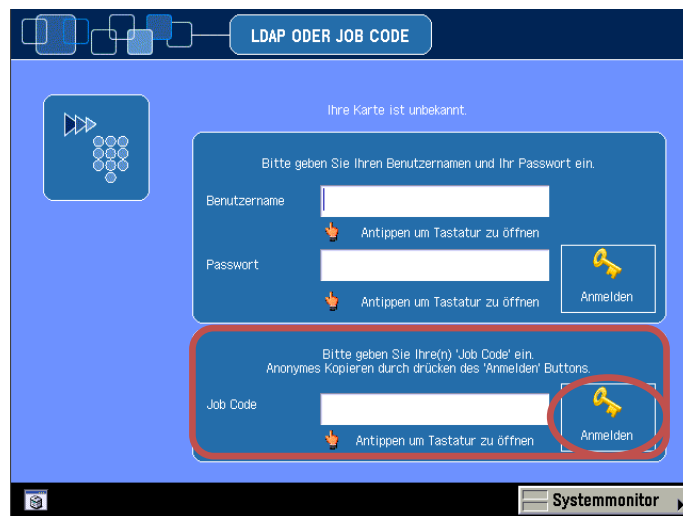 LDAP ODER JOB CODE
Ihre Karte ist unbekannt.
Bitte geben Sie Ihren Benutzernamen und Ihr Passwort ein.
Benutzername
Antippen um Tastatur zu öffnen
Passwort
Antippen um Tastatur zu öffnen
Anmelden
Bitte geben Sie Ihre(n) 'Job Code' ein.
Anonymes Kopieren durch drücken des 'Anmelden' Buttons.
Job Code
Antippen um Tastatur zu öffnen
Anmelden
Systemmonitor